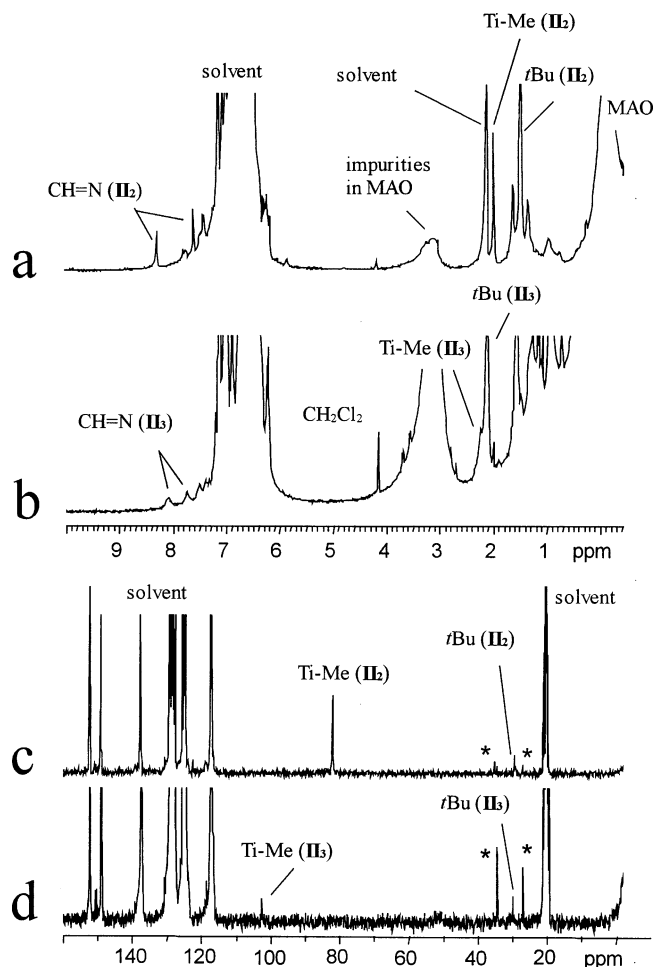 Ti-Me (II₂)
solvent
solvent
tBu (II₂)
MAO
impurities
in MAO
CH=N (II₂)
a
tBu (II₃)
Ti-Me (II₃)
CH₂Cl₂
CH=N (II₃)
b
9 8 7 6 5 4 3 2 1 ppm
solvent
solvent
tBu (II₂)
Ti-Me (II₂)
* *
c
tBu (II₃)
Ti-Me (II₃)
* *
d
140 120 100 80 60 40 20 ppm